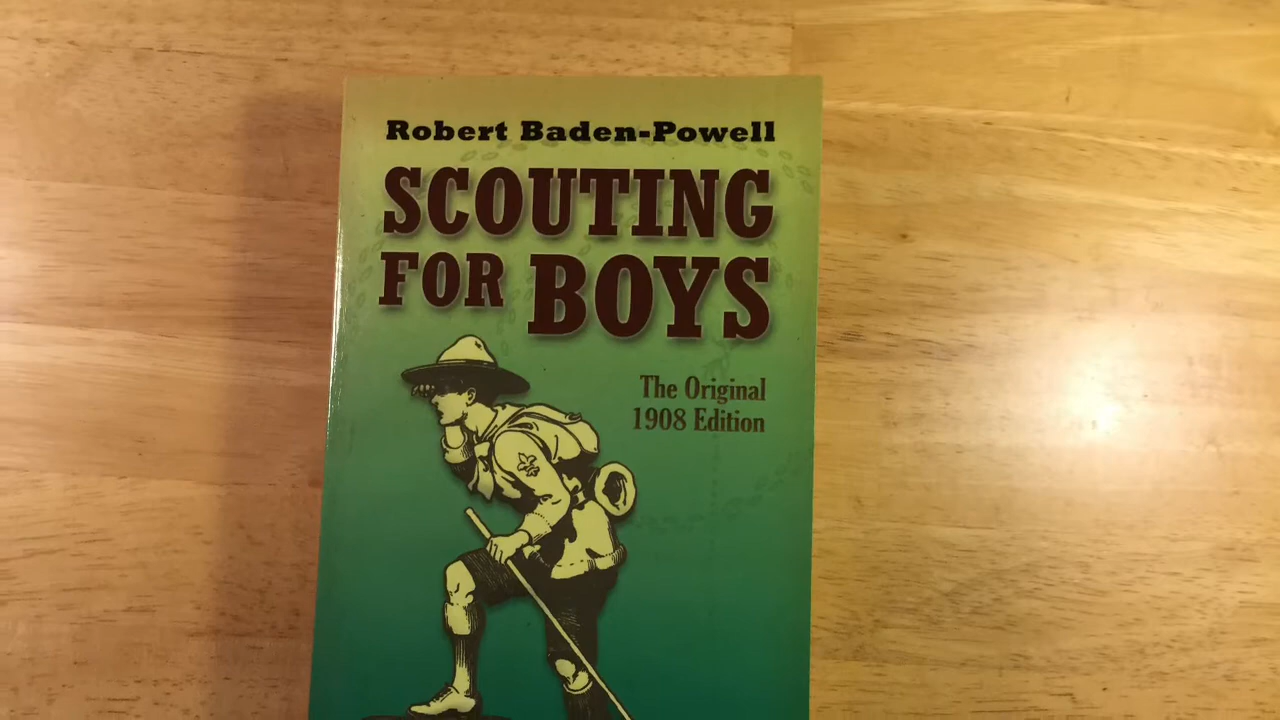 Robert Baden-Powell
SCOUTING
FOR BOYS
The Original
1908 Edition